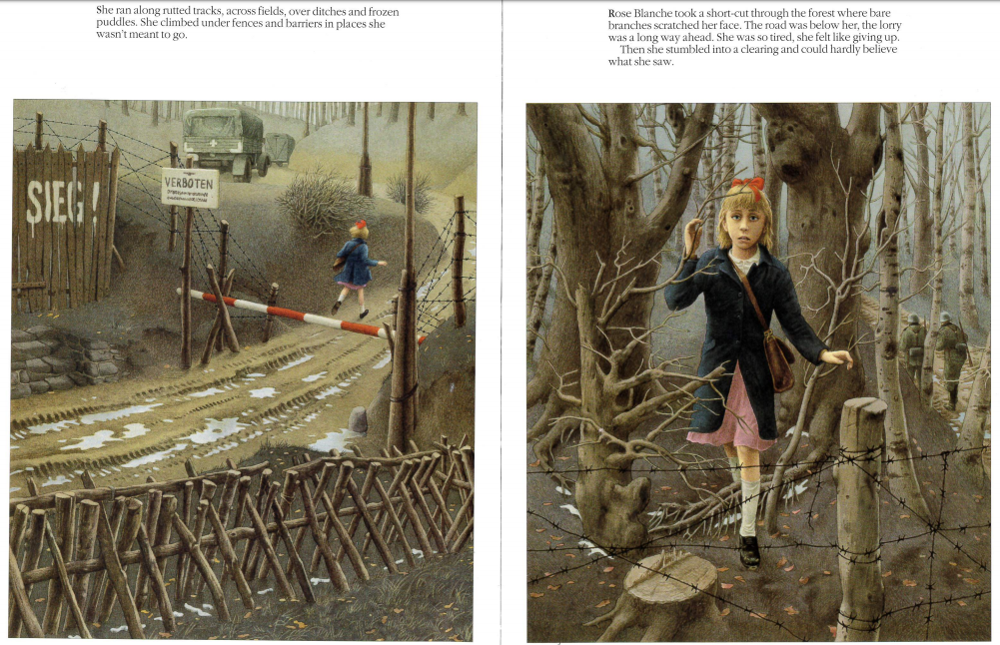 She ran along rutted tracks, across fields, over ditches and frozen
puddles. She climbed under fences and barriers in places she
wasn't meant to go.
SIEG!
VERBOTEN
Rose Blanche took a short-cut through the forest where bare
branches scratched her face. The road was below her, the lorry
was a long way ahead. She was so tired, she felt like giving up.
Then she stumbled into a clearing and could hardly believe
what she saw.